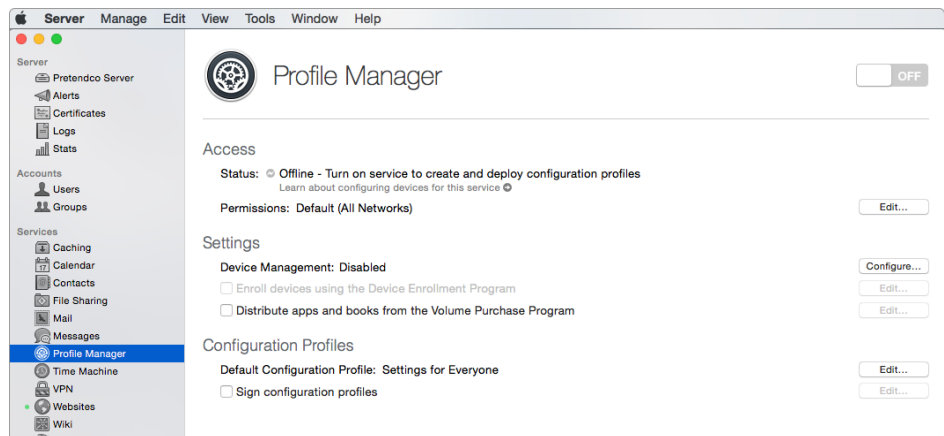 Server Manage Edit View Tools Window Help
Server
Pretendco Server
Alerts
Certificates
Logs
Stats
Accounts
Users
Groups
Services
Caching
Calendar
Contacts
File Sharing
Mail
Messages
Profile Manager
Time Machine
VPN
Websites
Wiki
Profile Manager
OFF
Access
Status: Offline - Turn on service to create and deploy configuration profiles
Learn about configuring devices for this service
Permissions: Default (All Networks) Edit...
Settings
Device Management: Disabled Configure...
Enroll devices using the Device Enrollment Program Edit...
Distribute apps and books from the Volume Purchase Program Edit...
Configuration Profiles
Default Configuration Profile: Settings for Everyone Edit...
Sign configuration profiles Edit...